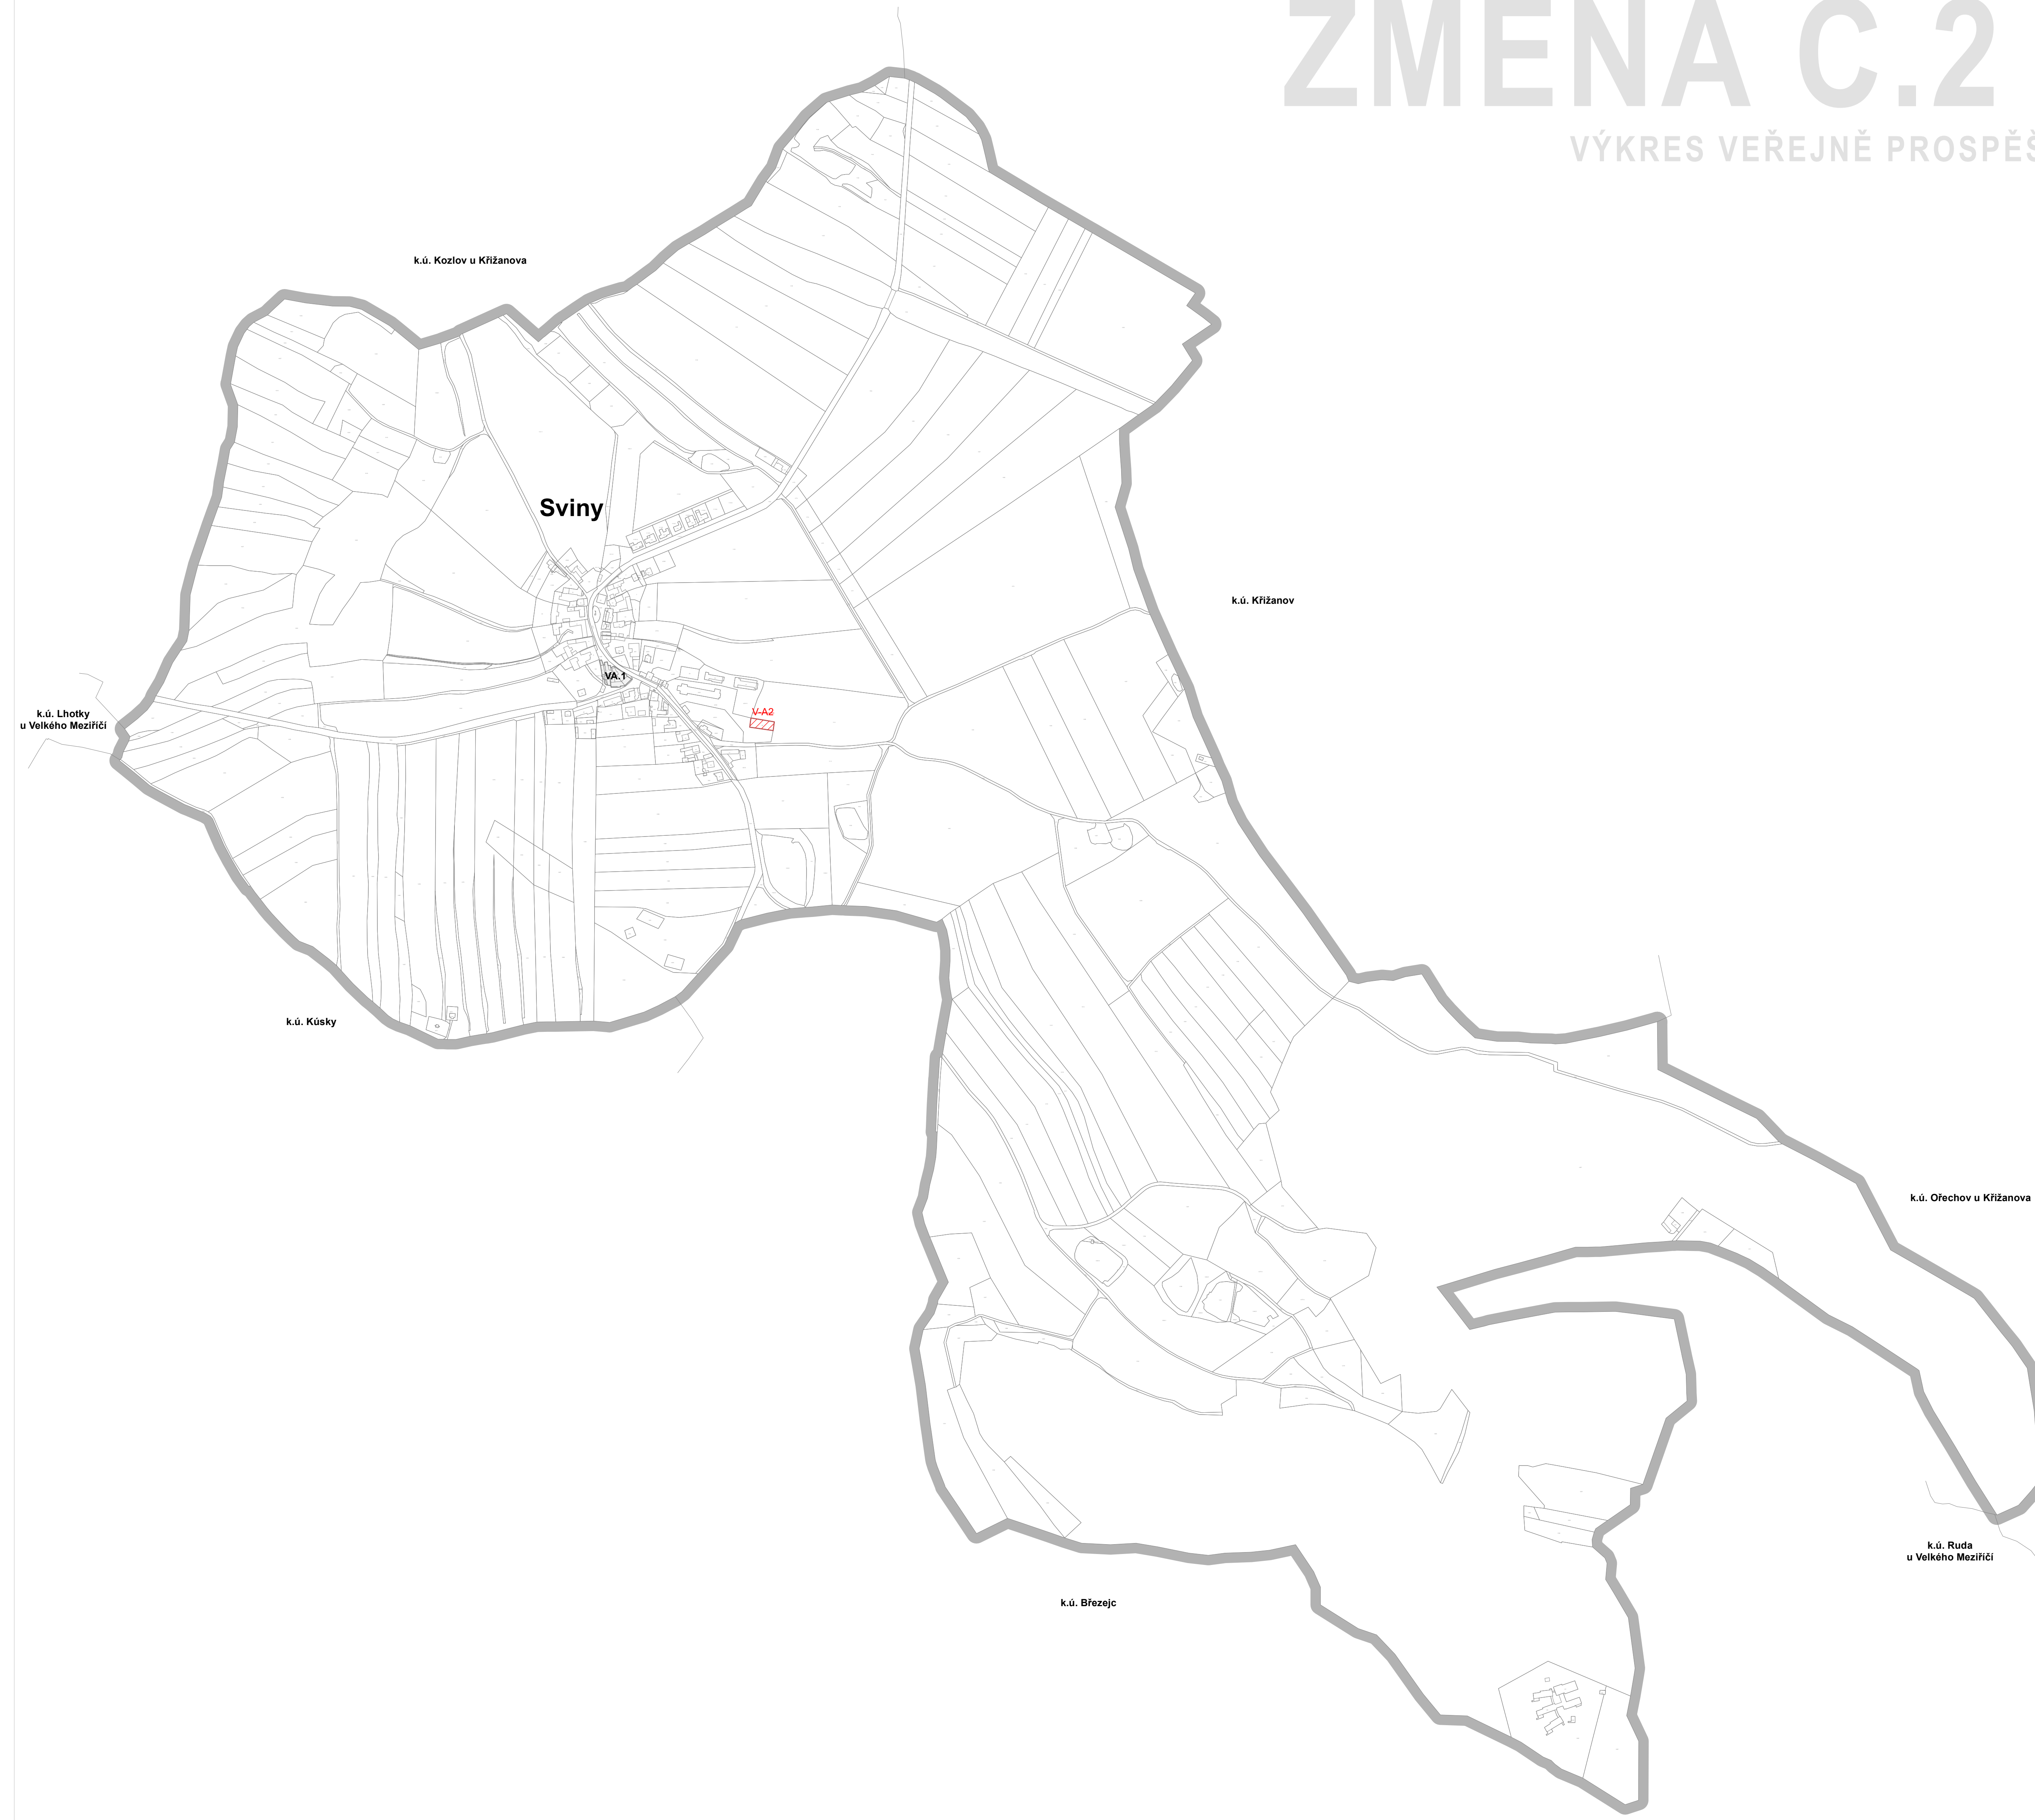 ZMĚNA Č.2
VÝKRES VEŘEJNĚ
k.ú. Kozlov u Křižanova
Sviny
k.ú. Křižanov
VA.1
V-A2
k.ú. Lhotky
u Velkého Meziříčí
k.ú. Kúsky
k.ú. Ořechov u Křižanova
k.ú. Ruda
u Velkého Meziříčí
k.ú. Březejc